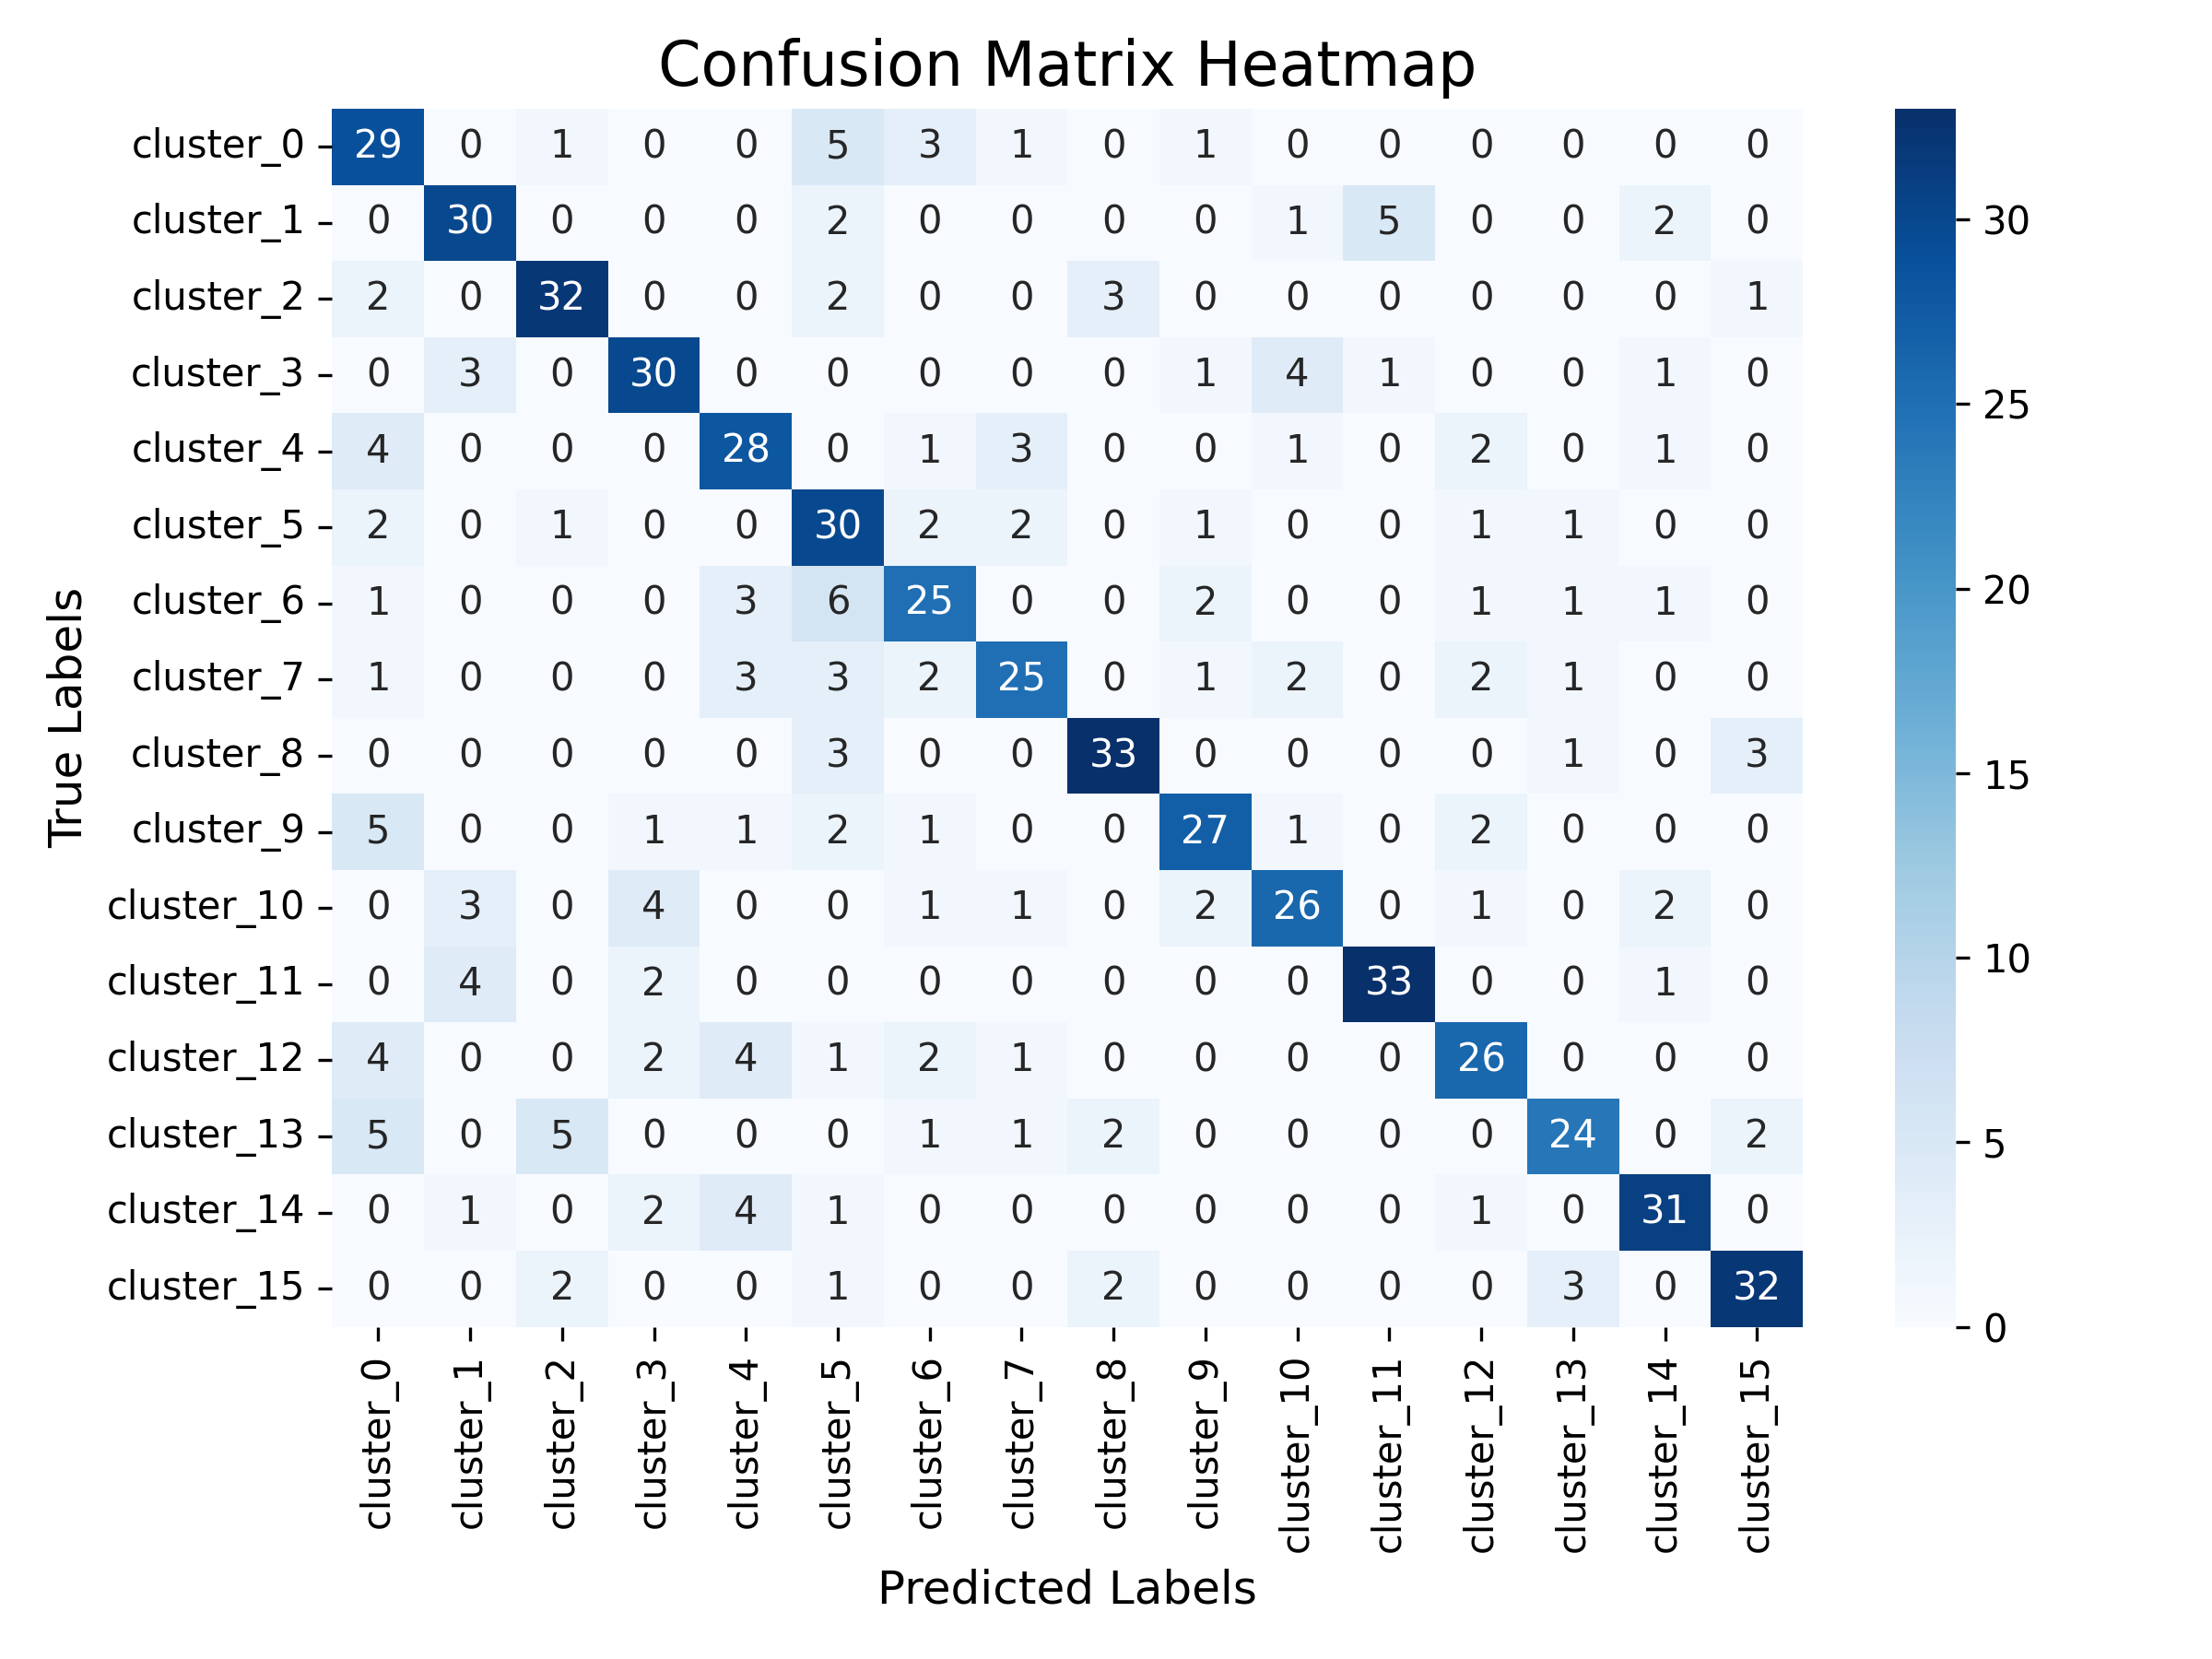 Confusion Matrix Heatmap
cluster_0 29 0 1 0 0 5 3 1 0 1 0 0 0 0 0 0
cluster_1 0 30 0 0 0 2 0 0 0 0 1 5 0 0 2 0
cluster_2 2 0 32 0 0 2 0 0 3 0 0 0 0 0 0 1
cluster_3 0 3 0 30 0 0 0 0 0 1 4 1 0 0 1 0
cluster_4 4 0 0 0 28 0 1 3 0 0 1 0 2 0 1 0
cluster_5 2 0 1 0 0 30 2 2 0 1 0 0 1 1 0 0
cluster_6 1 0 0 0 3 6 25 0 0 2 0 0 1 1 1 0
cluster_7 1 0 0 0 3 3 2 25 0 1 2 0 2 1 0 0
cluster_8 0 0 0 0 0 3 0 0 33 0 0 0 0 1 0 3
cluster_9 5 0 0 1 1 2 1 0 0 27 1 0 2 0 0 0
cluster_10 0 3 0 4 0 0 1 1 0 2 26 0 1 0 2 0
cluster_11 0 4 0 2 0 0 0 0 0 0 0 33 0 0 1 0
cluster_12 4 0 0 2 4 1 2 1 0 0 0 0 26 0 0 0
cluster_13 5 0 5 0 0 0 1 1 2 0 0 0 0 24 0 2
cluster_14 0 1 0 2 4 1 0 0 0 0 0 0 1 0 31 0
cluster_15 0 0 2 0 0 1 0 0 2 0 0 0 0 3 0 32
True Labels
cluster_0
cluster_1
cluster_2
cluster_3
cluster_4
cluster_5
cluster_6
cluster_7
cluster_8
cluster_9
cluster_10
cluster_11
cluster_12
cluster_13
cluster_14
cluster_15
Predicted Labels
30
25
20
15
10
5
0